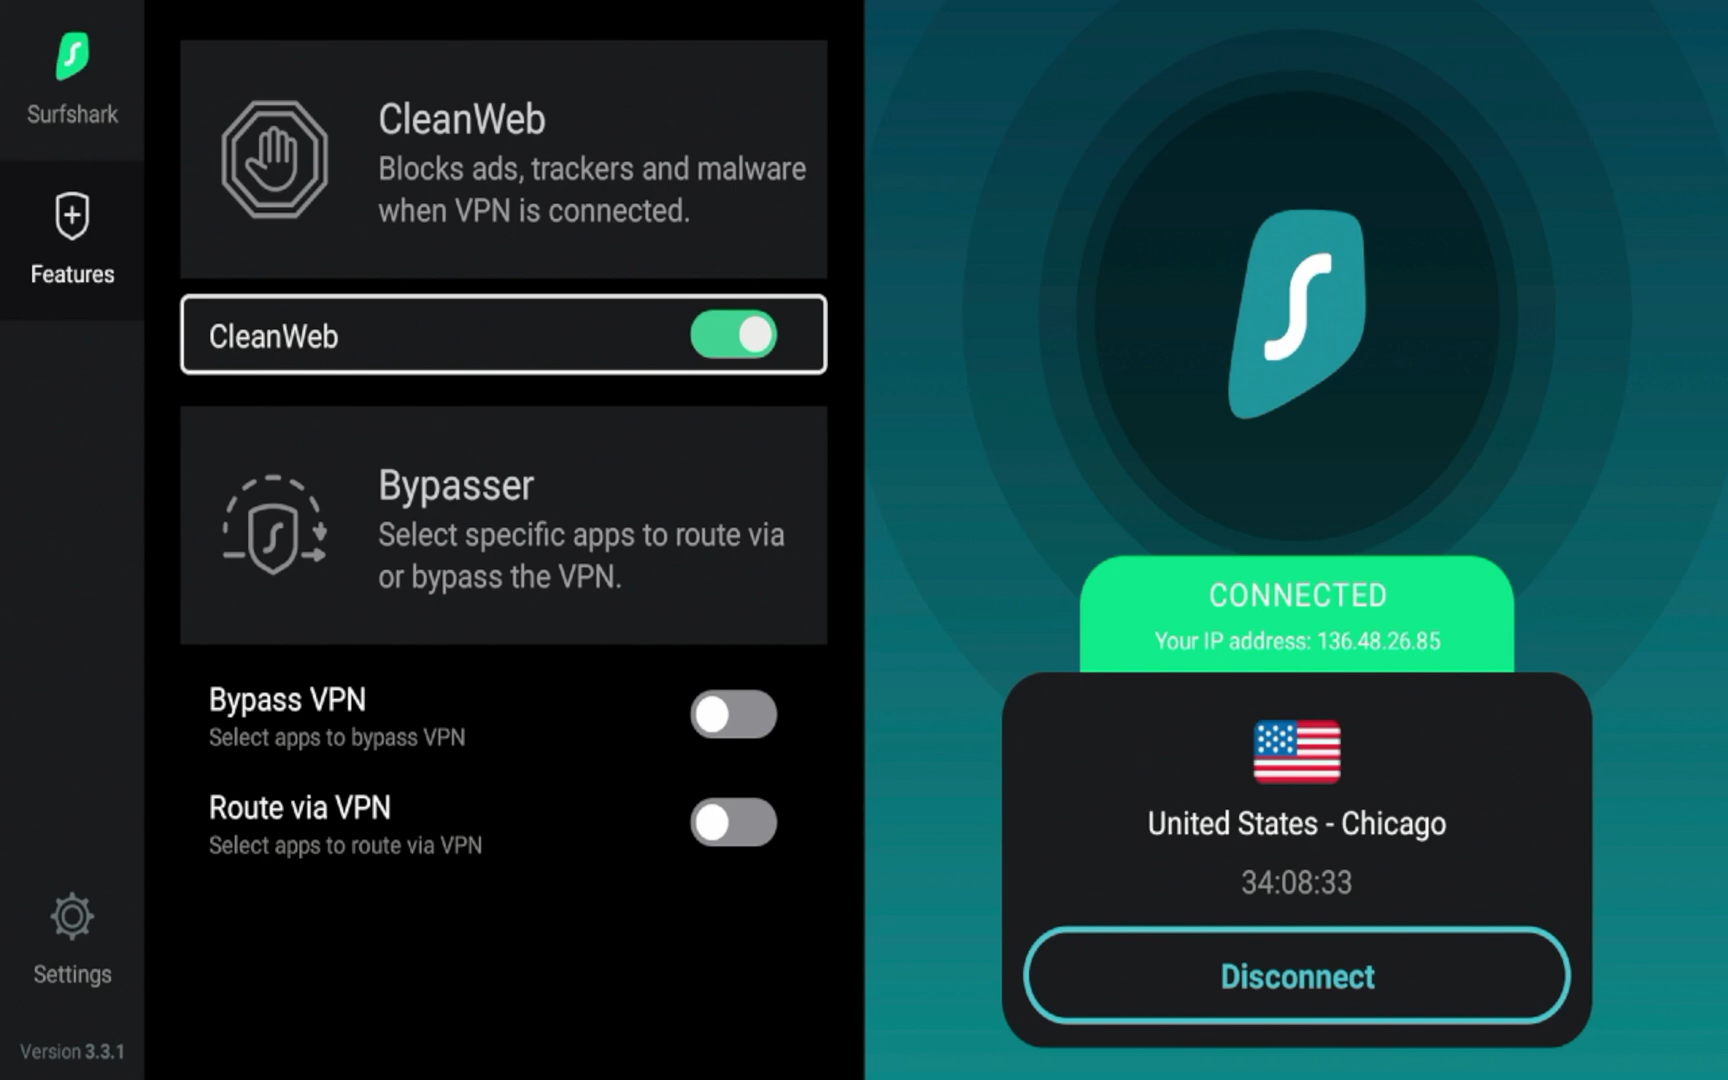 Surfshark
Features
Settings
Version 3.3.1
CleanWeb
Blocks ads, trackers and malware
when VPN is connected.
CleanWeb
Bypasser
Select specific apps to route via
or bypass the VPN.
Bypass VPN
Select apps to bypass VPN
Route via VPN
Select apps to route via VPN
CONNECTED
Your IP address: 136.48.26.85
United States - Chicago
34:08:33
Disconnect